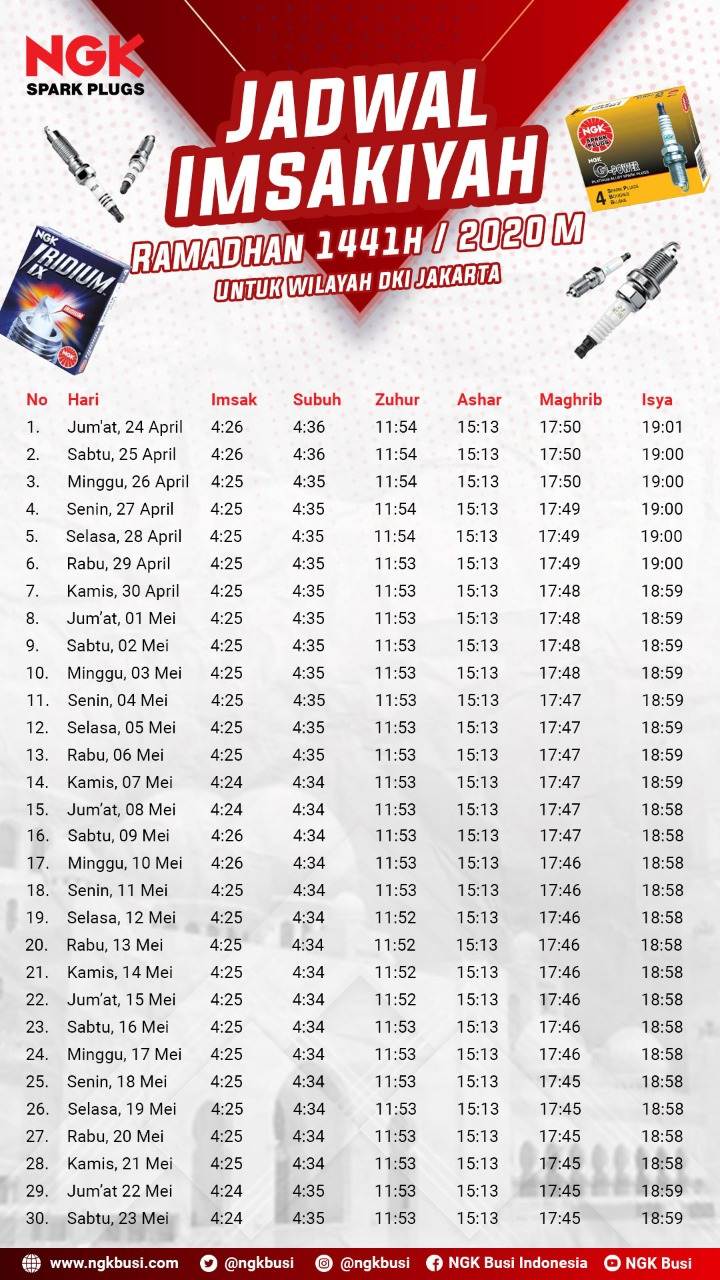 NGK
SPARK PLUGS
JADWAL
IMSAKIYAH
RAMADHAN 1441H / 2020 M
UNTUK WILAYAH DKI JAKARTA
NGK
IRIDIUM
IX
IRIDIUM
NGK
NGK
SPARK
PLUGS
NGK
G-POWER
PLATINUM ALLOY SPARK PLUGS
4 SPARK PLUGS
BOUGIES
BUJIAS
No Hari Imsak Subuh Zuhur Ashar Maghrib Isya
1. Jum'at, 24 April 4:26 4:36 11:54 15:13 17:50 19:01
2. Sabtu, 25 April 4:26 4:36 11:54 15:13 17:50 19:00
3. Minggu, 26 April 4:25 4:35 11:54 15:13 17:50 19:00
4. Senin, 27 April 4:25 4:35 11:54 15:13 17:49 19:00
5. Selasa, 28 April 4:25 4:35 11:54 15:13 17:49 19:00
6. Rabu, 29 April 4:25 4:35 11:53 15:13 17:49 19:00
7. Kamis, 30 April 4:25 4:35 11:53 15:13 17:48 18:59
8. Jum’at, 01 Mei 4:25 4:35 11:53 15:13 17:48 18:59
9. Sabtu, 02 Mei 4:25 4:35 11:53 15:13 17:48 18:59
10. Minggu, 03 Mei 4:25 4:35 11:53 15:13 17:48 18:59
11. Senin, 04 Mei 4:25 4:35 11:53 15:13 17:47 18:59
12. Selasa, 05 Mei 4:25 4:35 11:53 15:13 17:47 18:59
13. Rabu, 06 Mei 4:25 4:35 11:53 15:13 17:47 18:59
14. Kamis, 07 Mei 4:24 4:34 11:53 15:13 17:47 18:59
15. Jum’at, 08 Mei 4:24 4:34 11:53 15:13 17:47 18:58
16. Sabtu, 09 Mei 4:26 4:34 11:53 15:13 17:47 18:58
17. Minggu, 10 Mei 4:26 4:34 11:53 15:13 17:46 18:58
18. Senin, 11 Mei 4:25 4:34 11:53 15:13 17:46 18:58
19. Selasa, 12 Mei 4:25 4:34 11:52 15:13 17:46 18:58
20. Rabu, 13 Mei 4:25 4:34 11:52 15:13 17:46 18:58
21. Kamis, 14 Mei 4:25 4:34 11:52 15:13 17:46 18:58
22. Jum’at, 15 Mei 4:25 4:34 11:52 15:13 17:46 18:58
23. Sabtu, 16 Mei 4:25 4:34 11:53 15:13 17:46 18:58
24. Minggu, 17 Mei 4:25 4:34 11:53 15:13 17:46 18:58
25. Senin, 18 Mei 4:25 4:34 11:53 15:13 17:45 18:58
26. Selasa, 19 Mei 4:25 4:34 11:53 15:13 17:45 18:58
27. Rabu, 20 Mei 4:25 4:34 11:53 15:13 17:45 18:58
28. Kamis, 21 Mei 4:25 4:34 11:53 15:13 17:45 18:58
29. Jum’at 22 Mei 4:24 4:35 11:53 15:13 17:45 18:59
30. Sabtu, 23 Mei 4:24 4:35 11:53 15:13 17:45 18:59
www.ngkbusi.com @ngkbusi @ngkbusi NGK Busi Indonesia NGK Busi